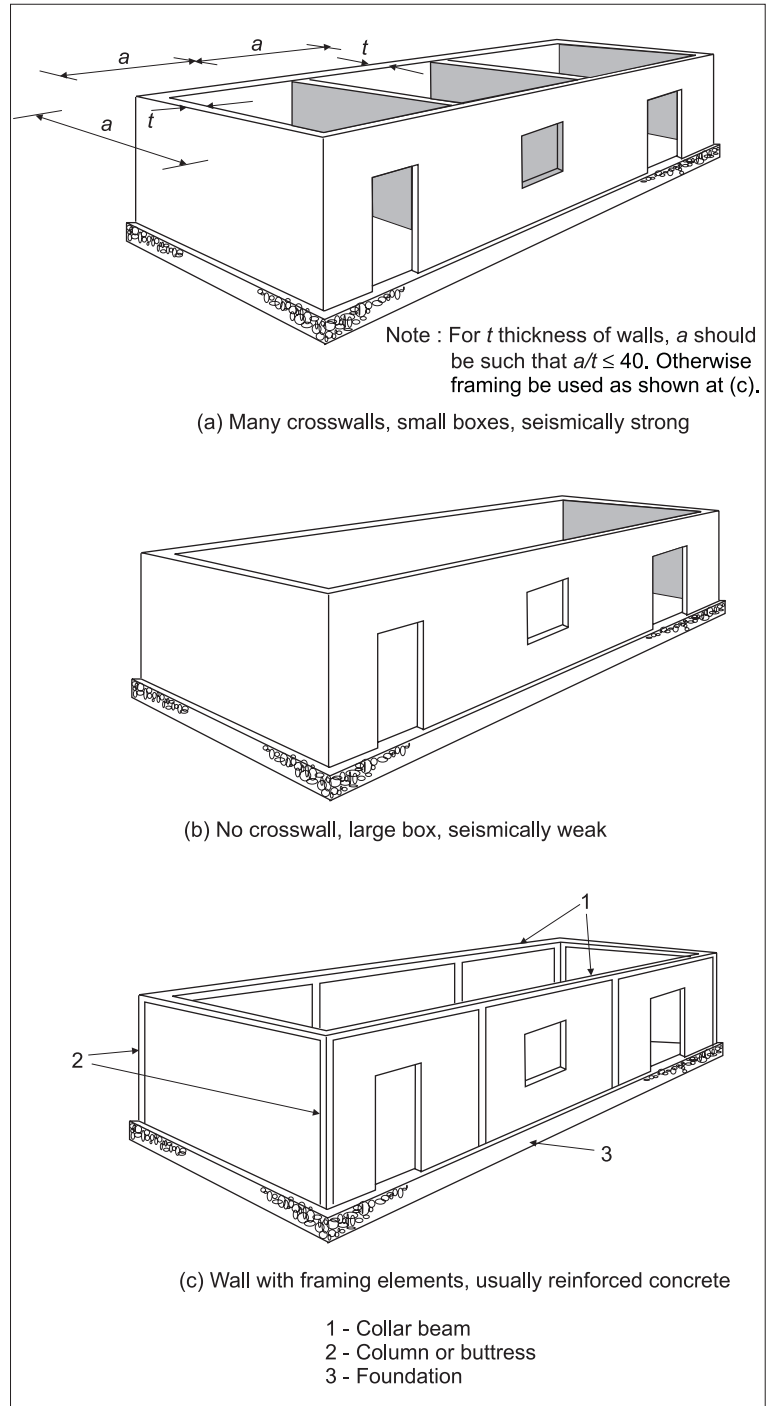 a
a
t
t
a
Note : For t thickness of walls, a should
be such that a/t ≤ 40. Otherwise
framing be used as shown at (c).
(a) Many crosswalls, small boxes, seismically strong
(b) No crosswall, large box, seismically weak
1
2
3
(c) Wall with framing elements, usually reinforced concrete
1 - Collar beam
2 - Column or buttress
3 - Foundation